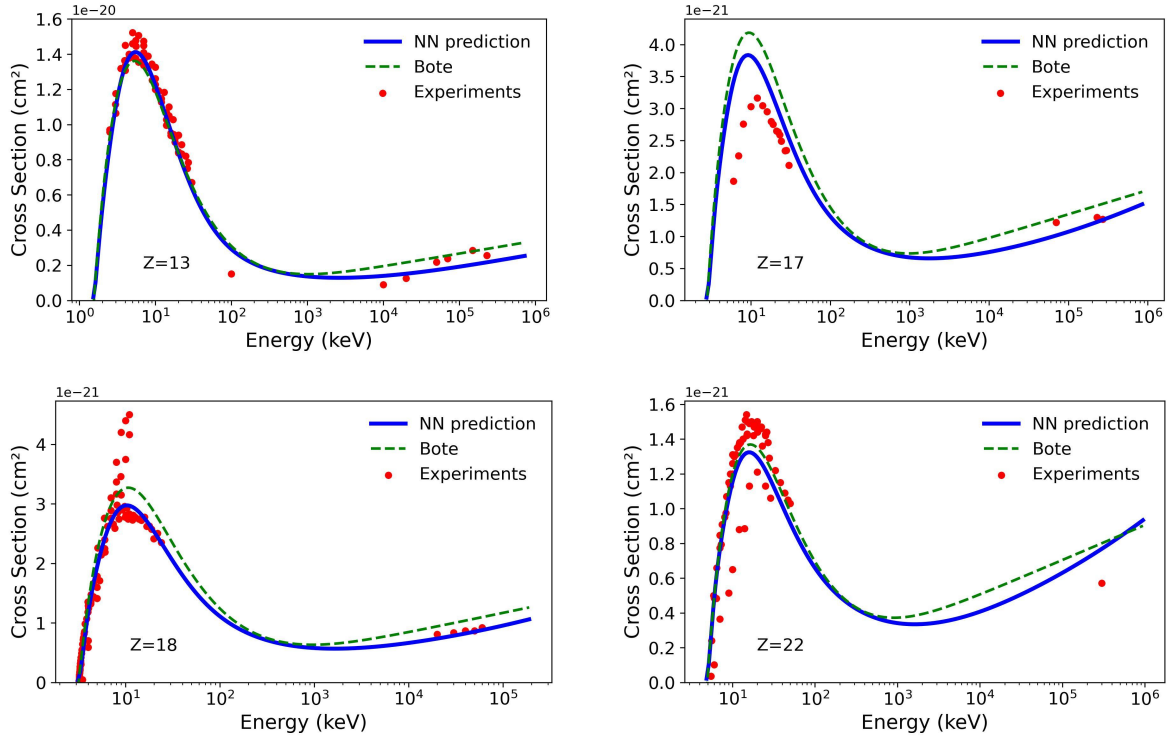 1e−20
1.6
1.4
1.2
1.0
0.8
0.6
0.4
0.2
0.0
Cross Section (cm²)
NN prediction
Bote
Experiments
Z=13
10⁰ 10¹ 10² 10³ 10⁴ 10⁵ 10⁶
Energy (keV)
1e−21
4.0
3.5
3.0
2.5
2.0
1.5
1.0
0.5
0.0
Cross Section (cm²)
NN prediction
Bote
Experiments
Z=17
10¹ 10² 10³ 10⁴ 10⁵ 10⁶
Energy (keV)
1e−21
4
3
2
1
0
Cross Section (cm²)
NN prediction
Bote
Experiments
Z=18
10¹ 10² 10³ 10⁴ 10⁵
Energy (keV)
1e−21
1.6
1.4
1.2
1.0
0.8
0.6
0.4
0.2
0.0
Cross Section (cm²)
NN prediction
Bote
Experiments
Z=22
10¹ 10² 10³ 10⁴ 10⁵ 10⁶
Energy (keV)